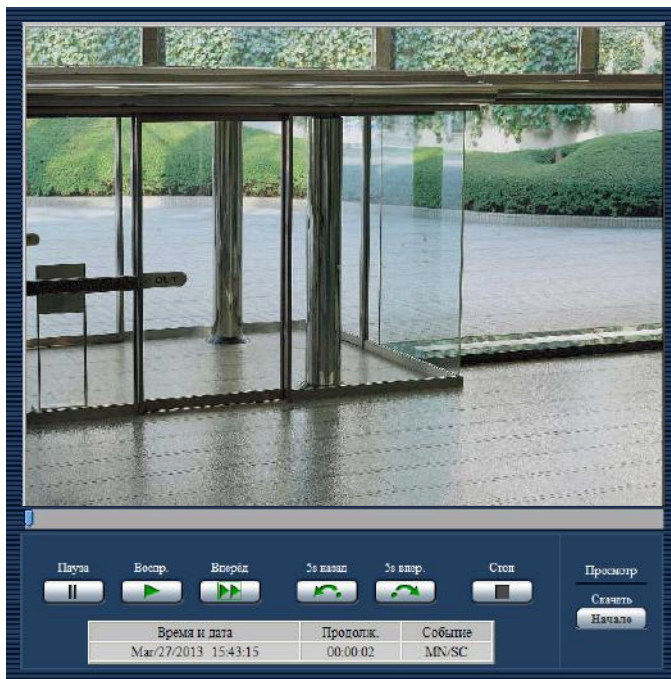 OUT
Пауза Воспр. Вперёд 5s назад 5s впер. Стоп
Просмотр
Скачать
Начало
Время и дата Продолж. Событие
Mar/27/2013 15:43:15 00:00:02 MN/SC